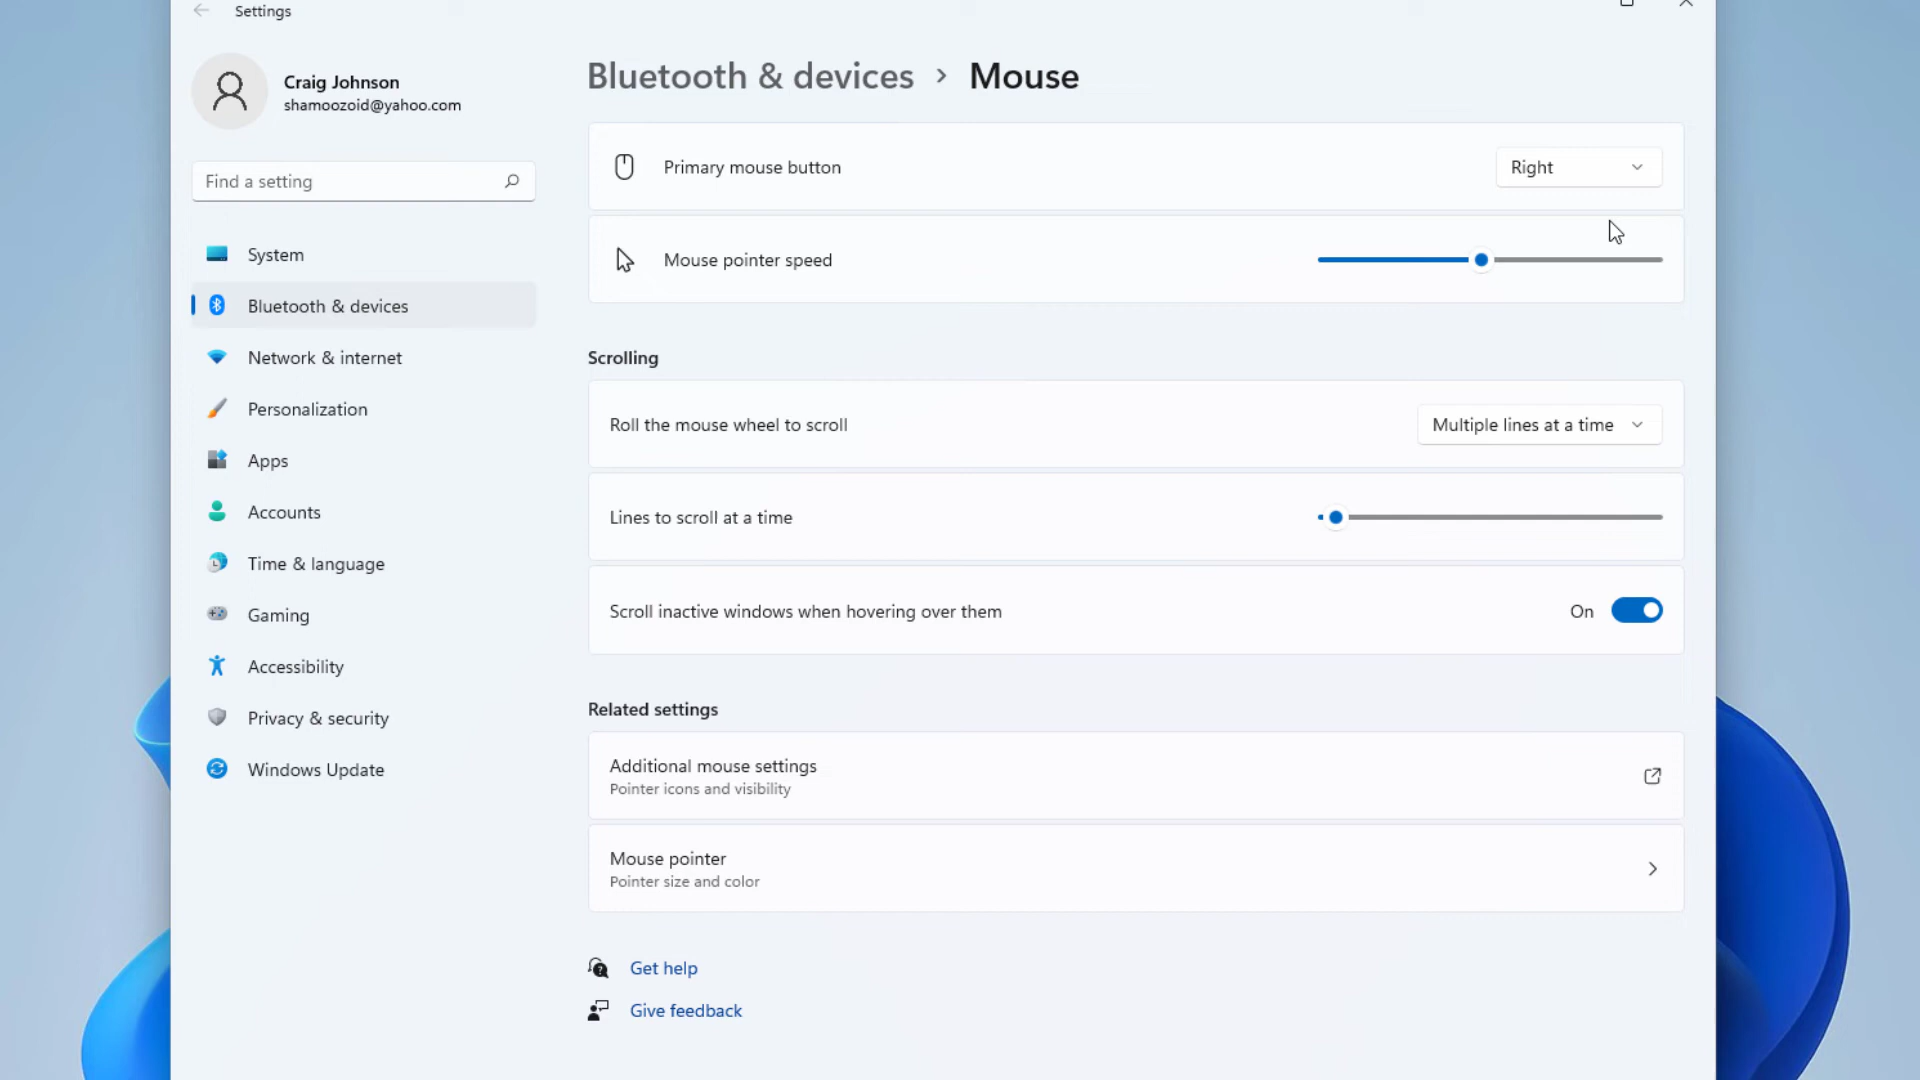 Settings
Craig Johnson
shamoozoid@yahoo.com
Find a setting
System
Bluetooth & devices
Network & internet
Personalization
Apps
Accounts
Time & language
Gaming
Accessibility
Privacy & security
Windows Update
Bluetooth & devices › Mouse
Primary mouse button
Right
Mouse pointer speed
Scrolling
Roll the mouse wheel to scroll
Multiple lines at a time
Lines to scroll at a time
Scroll inactive windows when hovering over them
On
Related settings
Additional mouse settings
Pointer icons and visibility
Mouse pointer
Pointer size and color
Get help
Give feedback